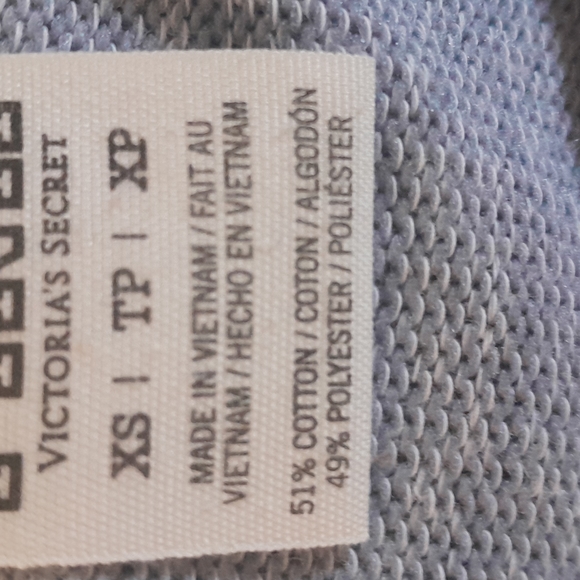 VICTORIA'S SECRET
XS | TP | XP
MADE IN VIETNAM / FAIT AU
VIETNAM / HECHO EN VIETNAM
51% COTTON / COTON / ALGODÓN
49% POLYESTER / POLIÉSTER